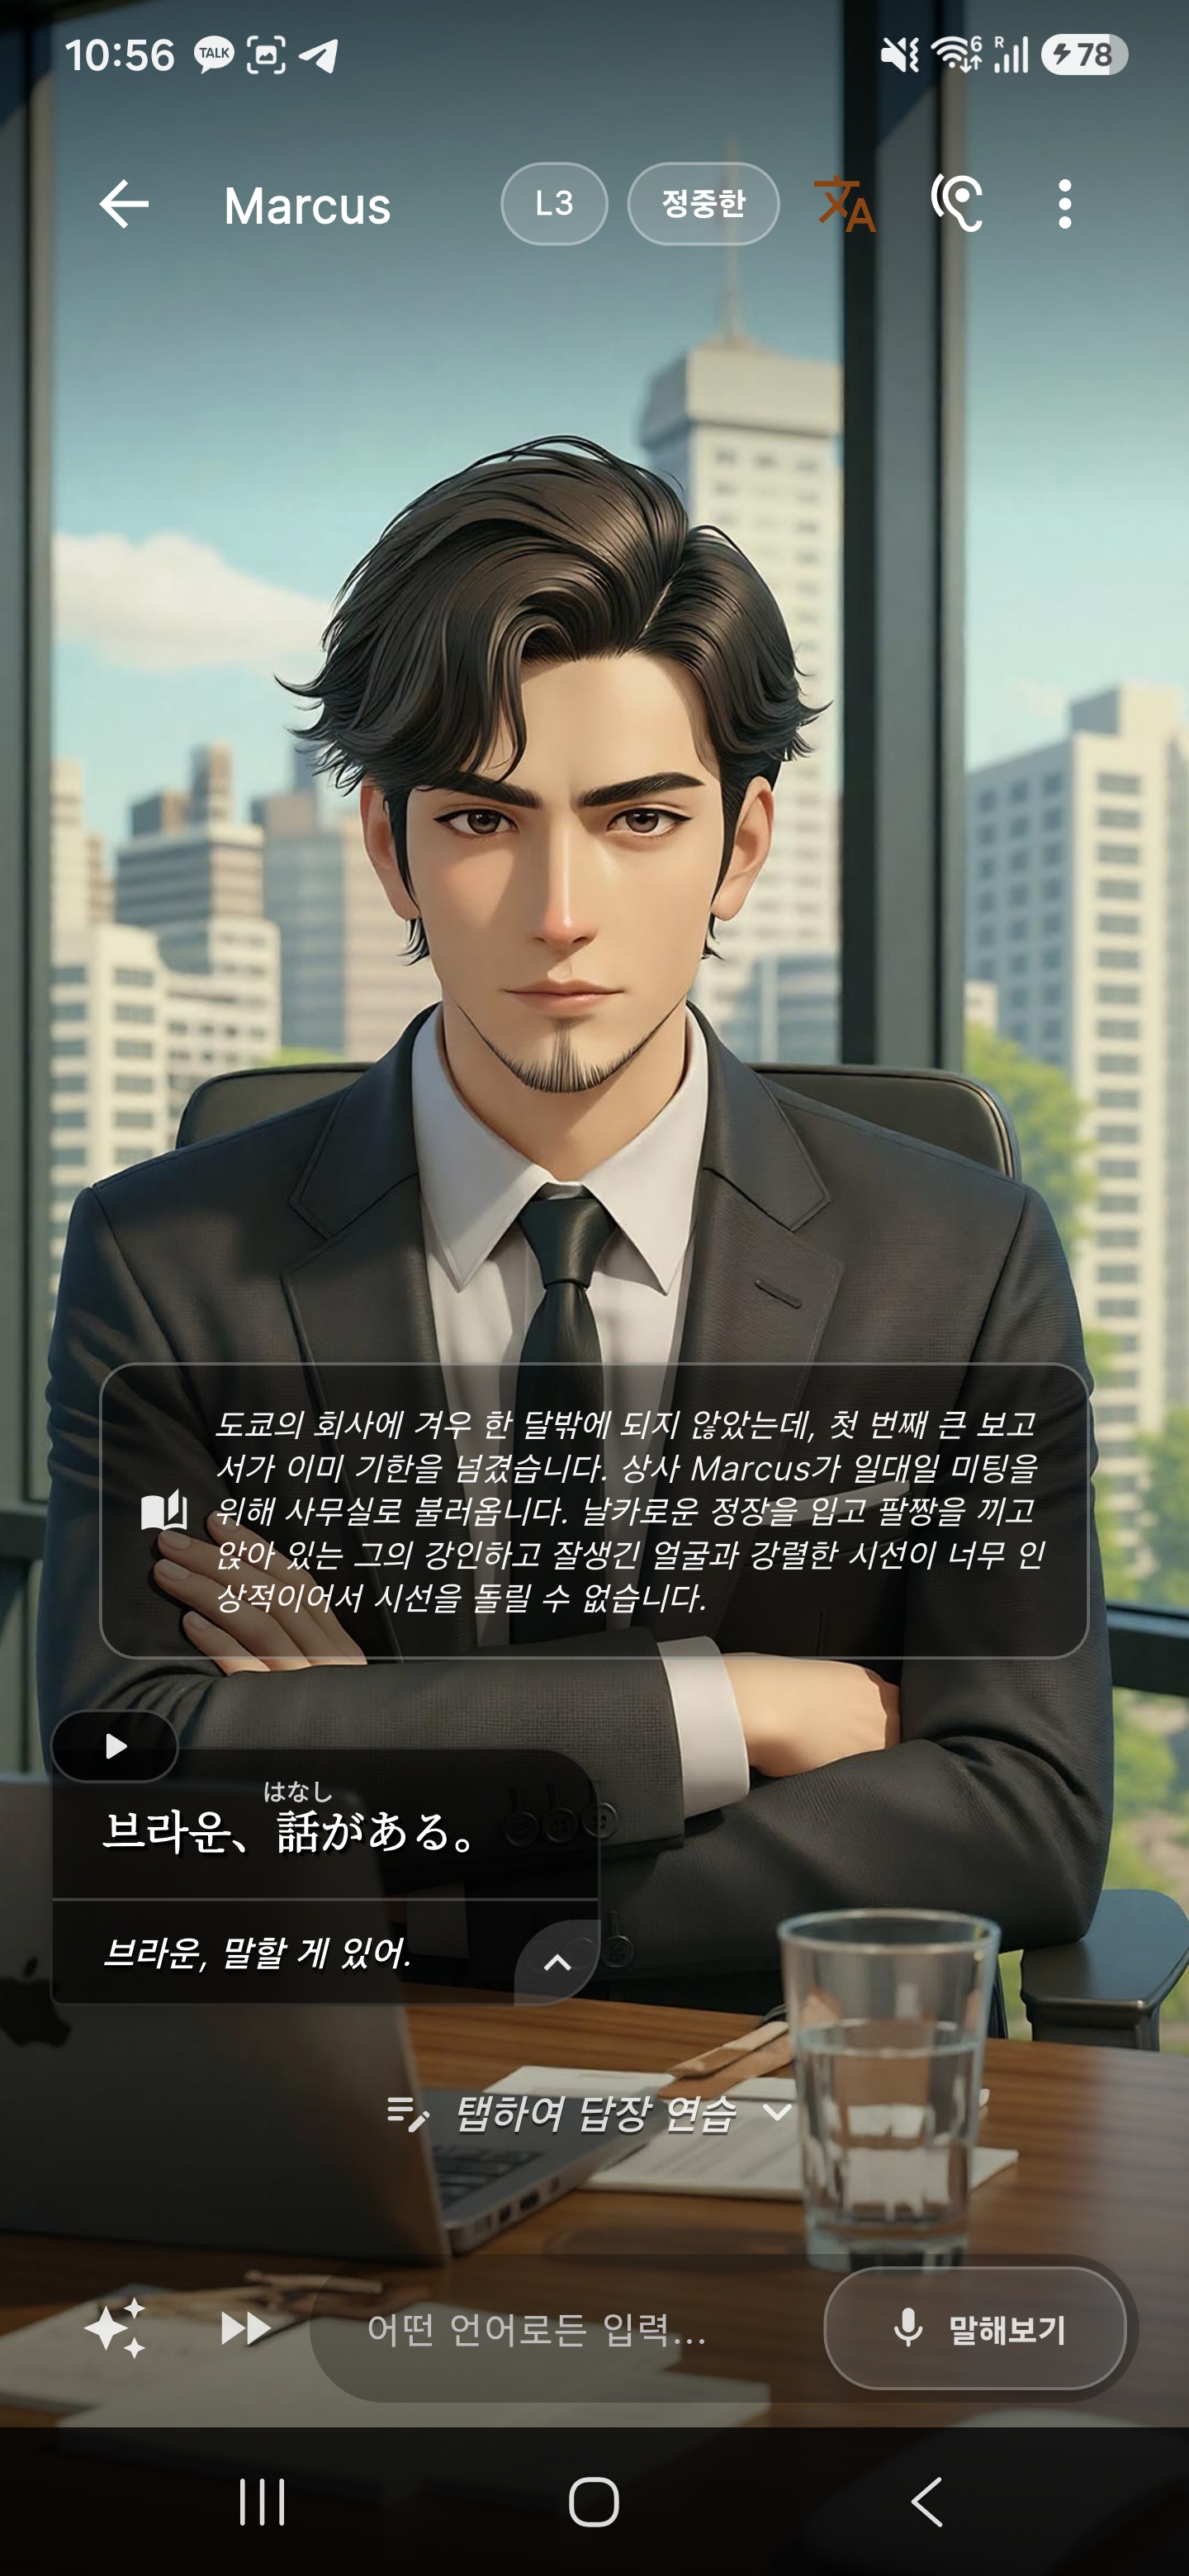 10:56 TALK 6 R 78
Marcus L3 정중한
도쿄의 회사에 겨우 한 달밖에 되지 않았는데, 첫 번째 큰 보고
서가 이미 기한을 넘겼습니다. 상사 Marcus가 일대일 미팅을
위해 사무실로 불러옵니다. 날카로운 정장을 입고 팔짱을 끼고
앉아 있는 그의 강인하고 잘생긴 얼굴과 강렬한 시선이 너무 인
상적이어서 시선을 돌릴 수 없습니다.
はなし
브라운、話がある。
브라운, 말할 게 있어.
탭하여 답장 연습
어떤 언어로든 입력... 말해보기